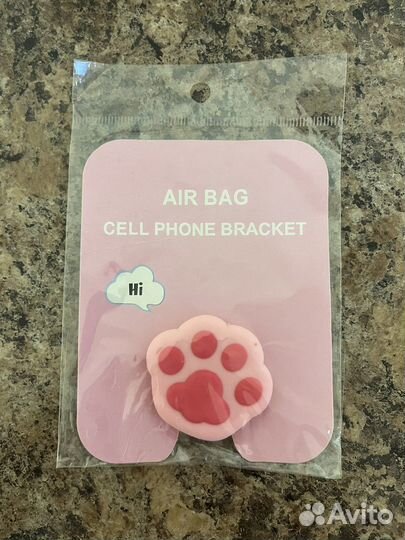 AIR BAG
CELL PHONE BRACKET
Hi
Avito